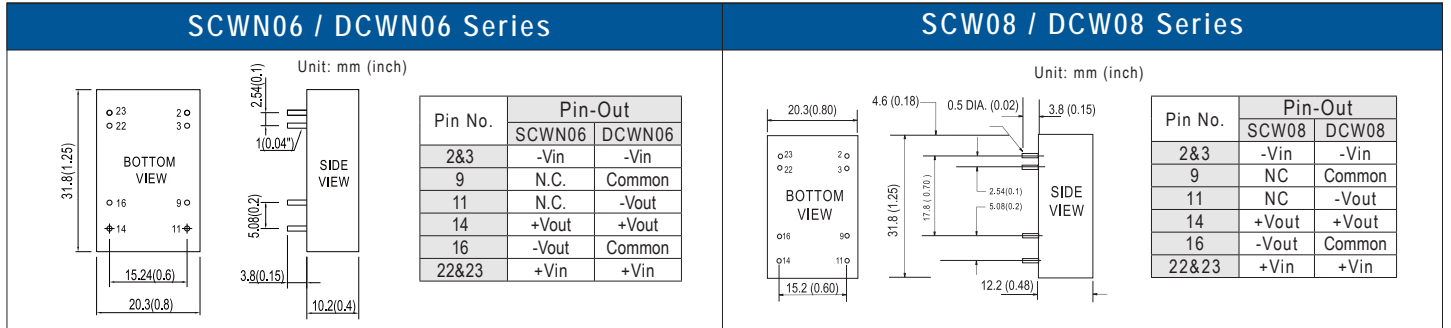 SCWN06 / DCWN06 Series
Unit: mm (inch)
23
2
22
3
BOTTOM
VIEW
16
9
14
11
31.8(1.25)
15.24(0.6)
20.3(0.8)
2.54(0.1)
1(0.04")
5.08(0.2)
3.8(0.15)
SIDE
VIEW
10.2(0.4)
Pin No. Pin-Out
SCWN06 DCWN06
2&3 -Vin -Vin
9 N.C. Common
11 N.C. -Vout
14 +Vout +Vout
16 -Vout Common
22&23 +Vin +Vin
SCW08 / DCW08 Series
Unit: mm (inch)
20.3(0.80)
23
2
22
3
BOTTOM
VIEW
16
9
14
11
15.2 (0.60)
4.6 (0.18)
0.5 DIA. (0.02)
3.8 (0.15)
31.8 (1.25)
17.8 ( 0.70 )
2.54(0.1)
5.08(0.2)
SIDE
VIEW
12.2 (0.48)
Pin No. Pin-Out
SCW08 DCW08
2&3 -Vin -Vin
9 NC Common
11 NC -Vout
14 +Vout +Vout
16 -Vout Common
22&23 +Vin +Vin